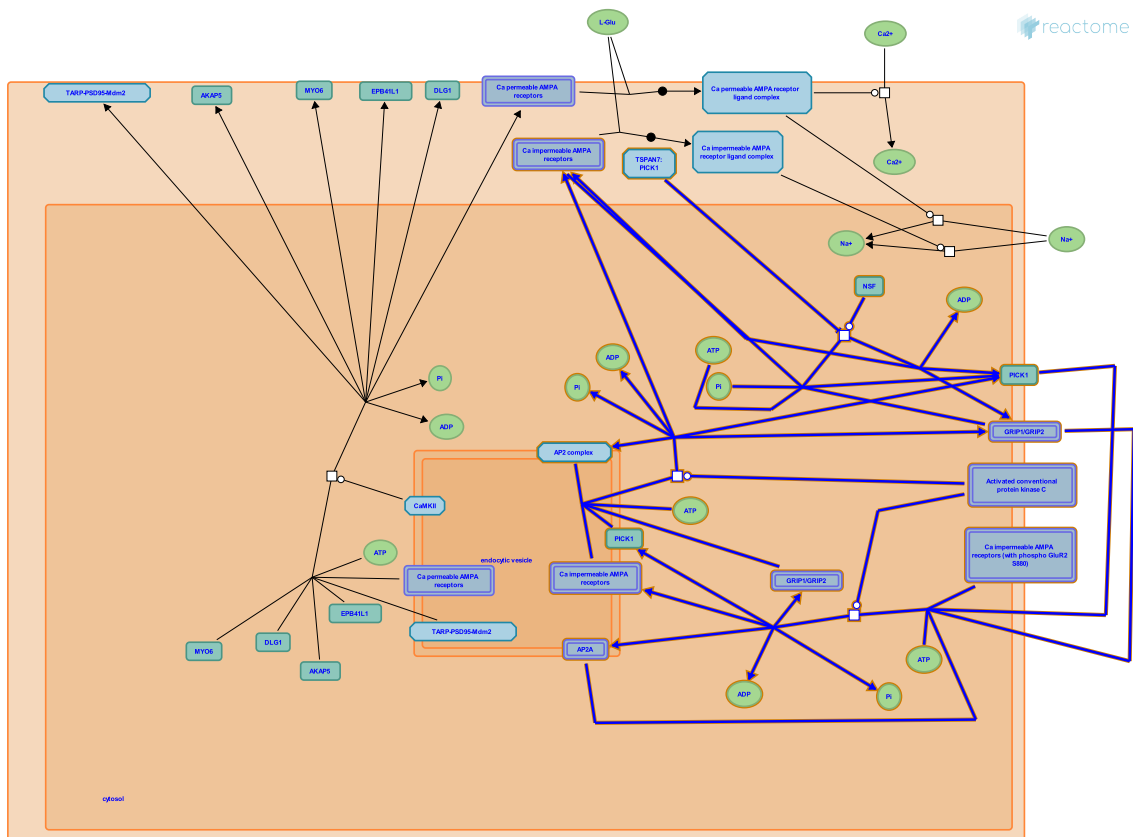 L-Glu
reactome
Ca2+
TARP-PSD95-Mdm2
AKAP5
MYO6
EPB41L1
DLG1
Ca permeable AMPA
receptors
Ca permeable AMPA receptor
ligand complex
Ca impermeable AMPA
receptors
TSPAN7:
PICK1
Ca impermeable AMPA
receptor ligand complex
Ca2+
Na+
Na+
NSF
ADP
ADP
ATP
Pi
Pi
Pi
PICK1
ADP
GRIP1/GRIP2
AP2 complex
Activated conventional
protein kinase C
CaMKII
ATP
PICK1
ATP
endocytic vesicle
Ca impermeable AMPA
receptors (with phospho GluR2
S880)
Ca permeable AMPA
receptors
Ca impermeable AMPA
receptors
GRIP1/GRIP2
EPB41L1
TARP-PSD95-Mdm2
DLG1
MYO6
AKAP5
AP2A
ATP
ADP
Pi
cytosol